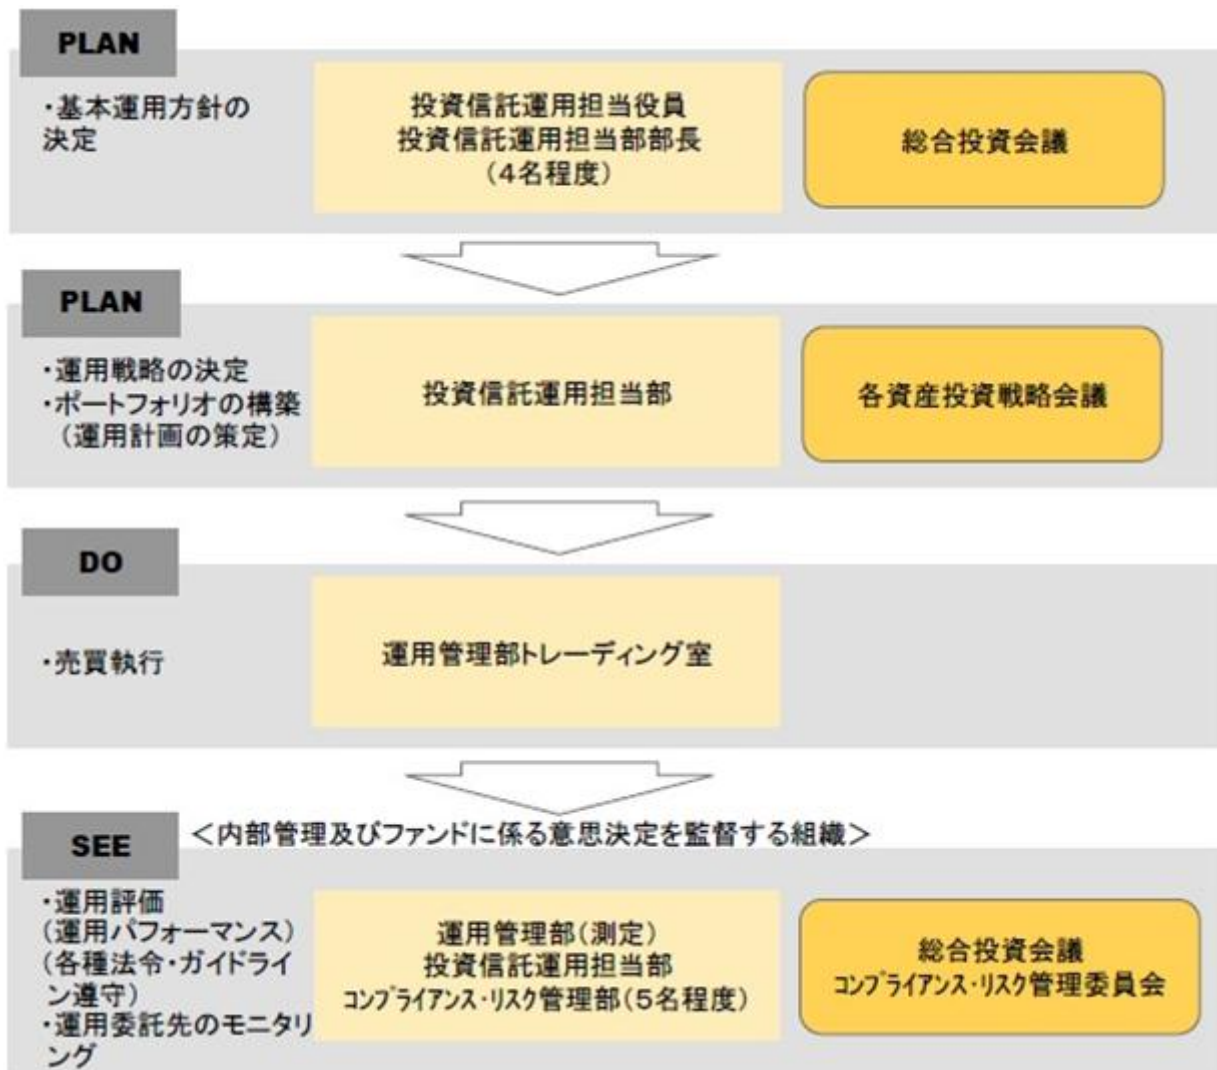 PLAN
・基本運用方針の
決定
投資信託運用担当役員
投資信託運用担当部部長
(4名程度)
総合投資会議
PLAN
・運用戦略の決定
・ポートフォリオの構築
(運用計画の策定)
投資信託運用担当部
各資産投資戦略会議
DO
・売買執行
運用管理部トレーディング室
SEE
＜内部管理及びファンドに係る意思決定を監督する組織＞
・運用評価
(運用パフォーマンス)
(各種法令・ガイドライ
ン遵守)
・運用委託先のモニタリ
ング
運用管理部(測定)
投資信託運用担当部
ｺﾝﾌﾟﾗｲｱﾝｽ・ﾘｽｸ管理部(5名程度)
総合投資会議
ｺﾝﾌﾟﾗｲｱﾝｽ・ﾘｽｸ管理委員会